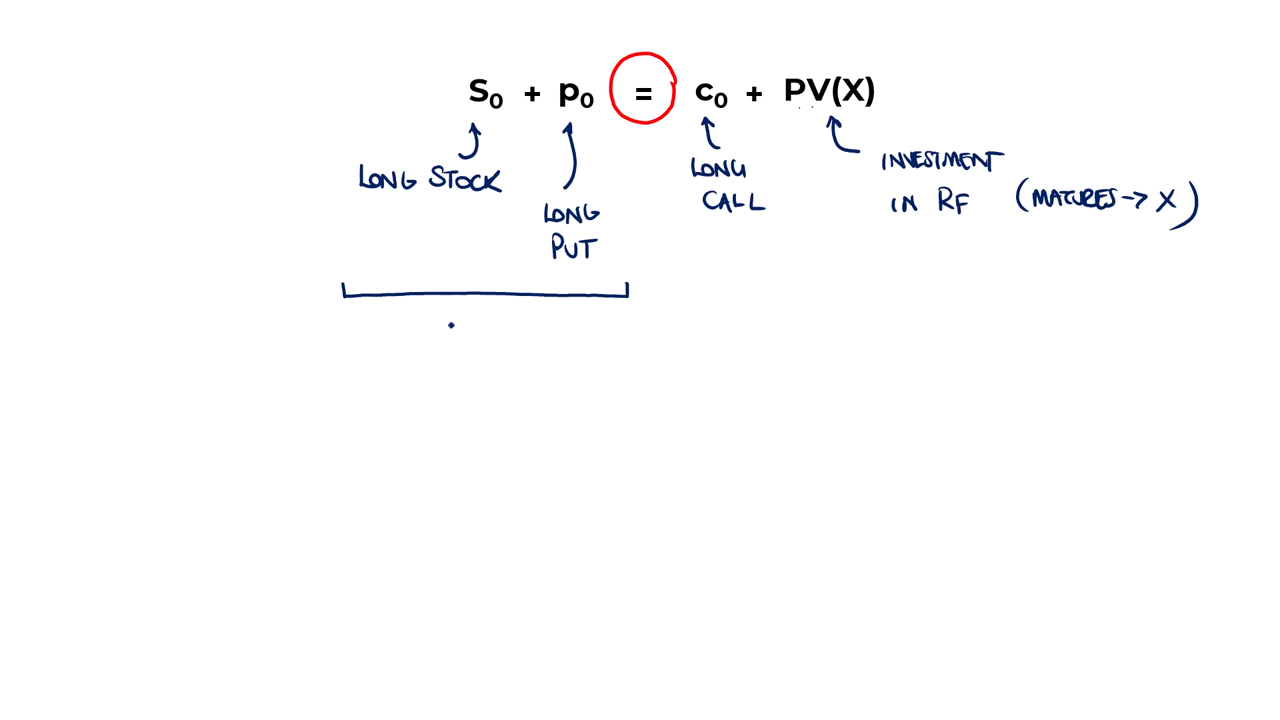 S₀ + p₀ = c₀ + PV(X)
LONG STOCK
LONG
PUT
LONG
CALL
INVESTMENT
IN RF (MATURES → X)